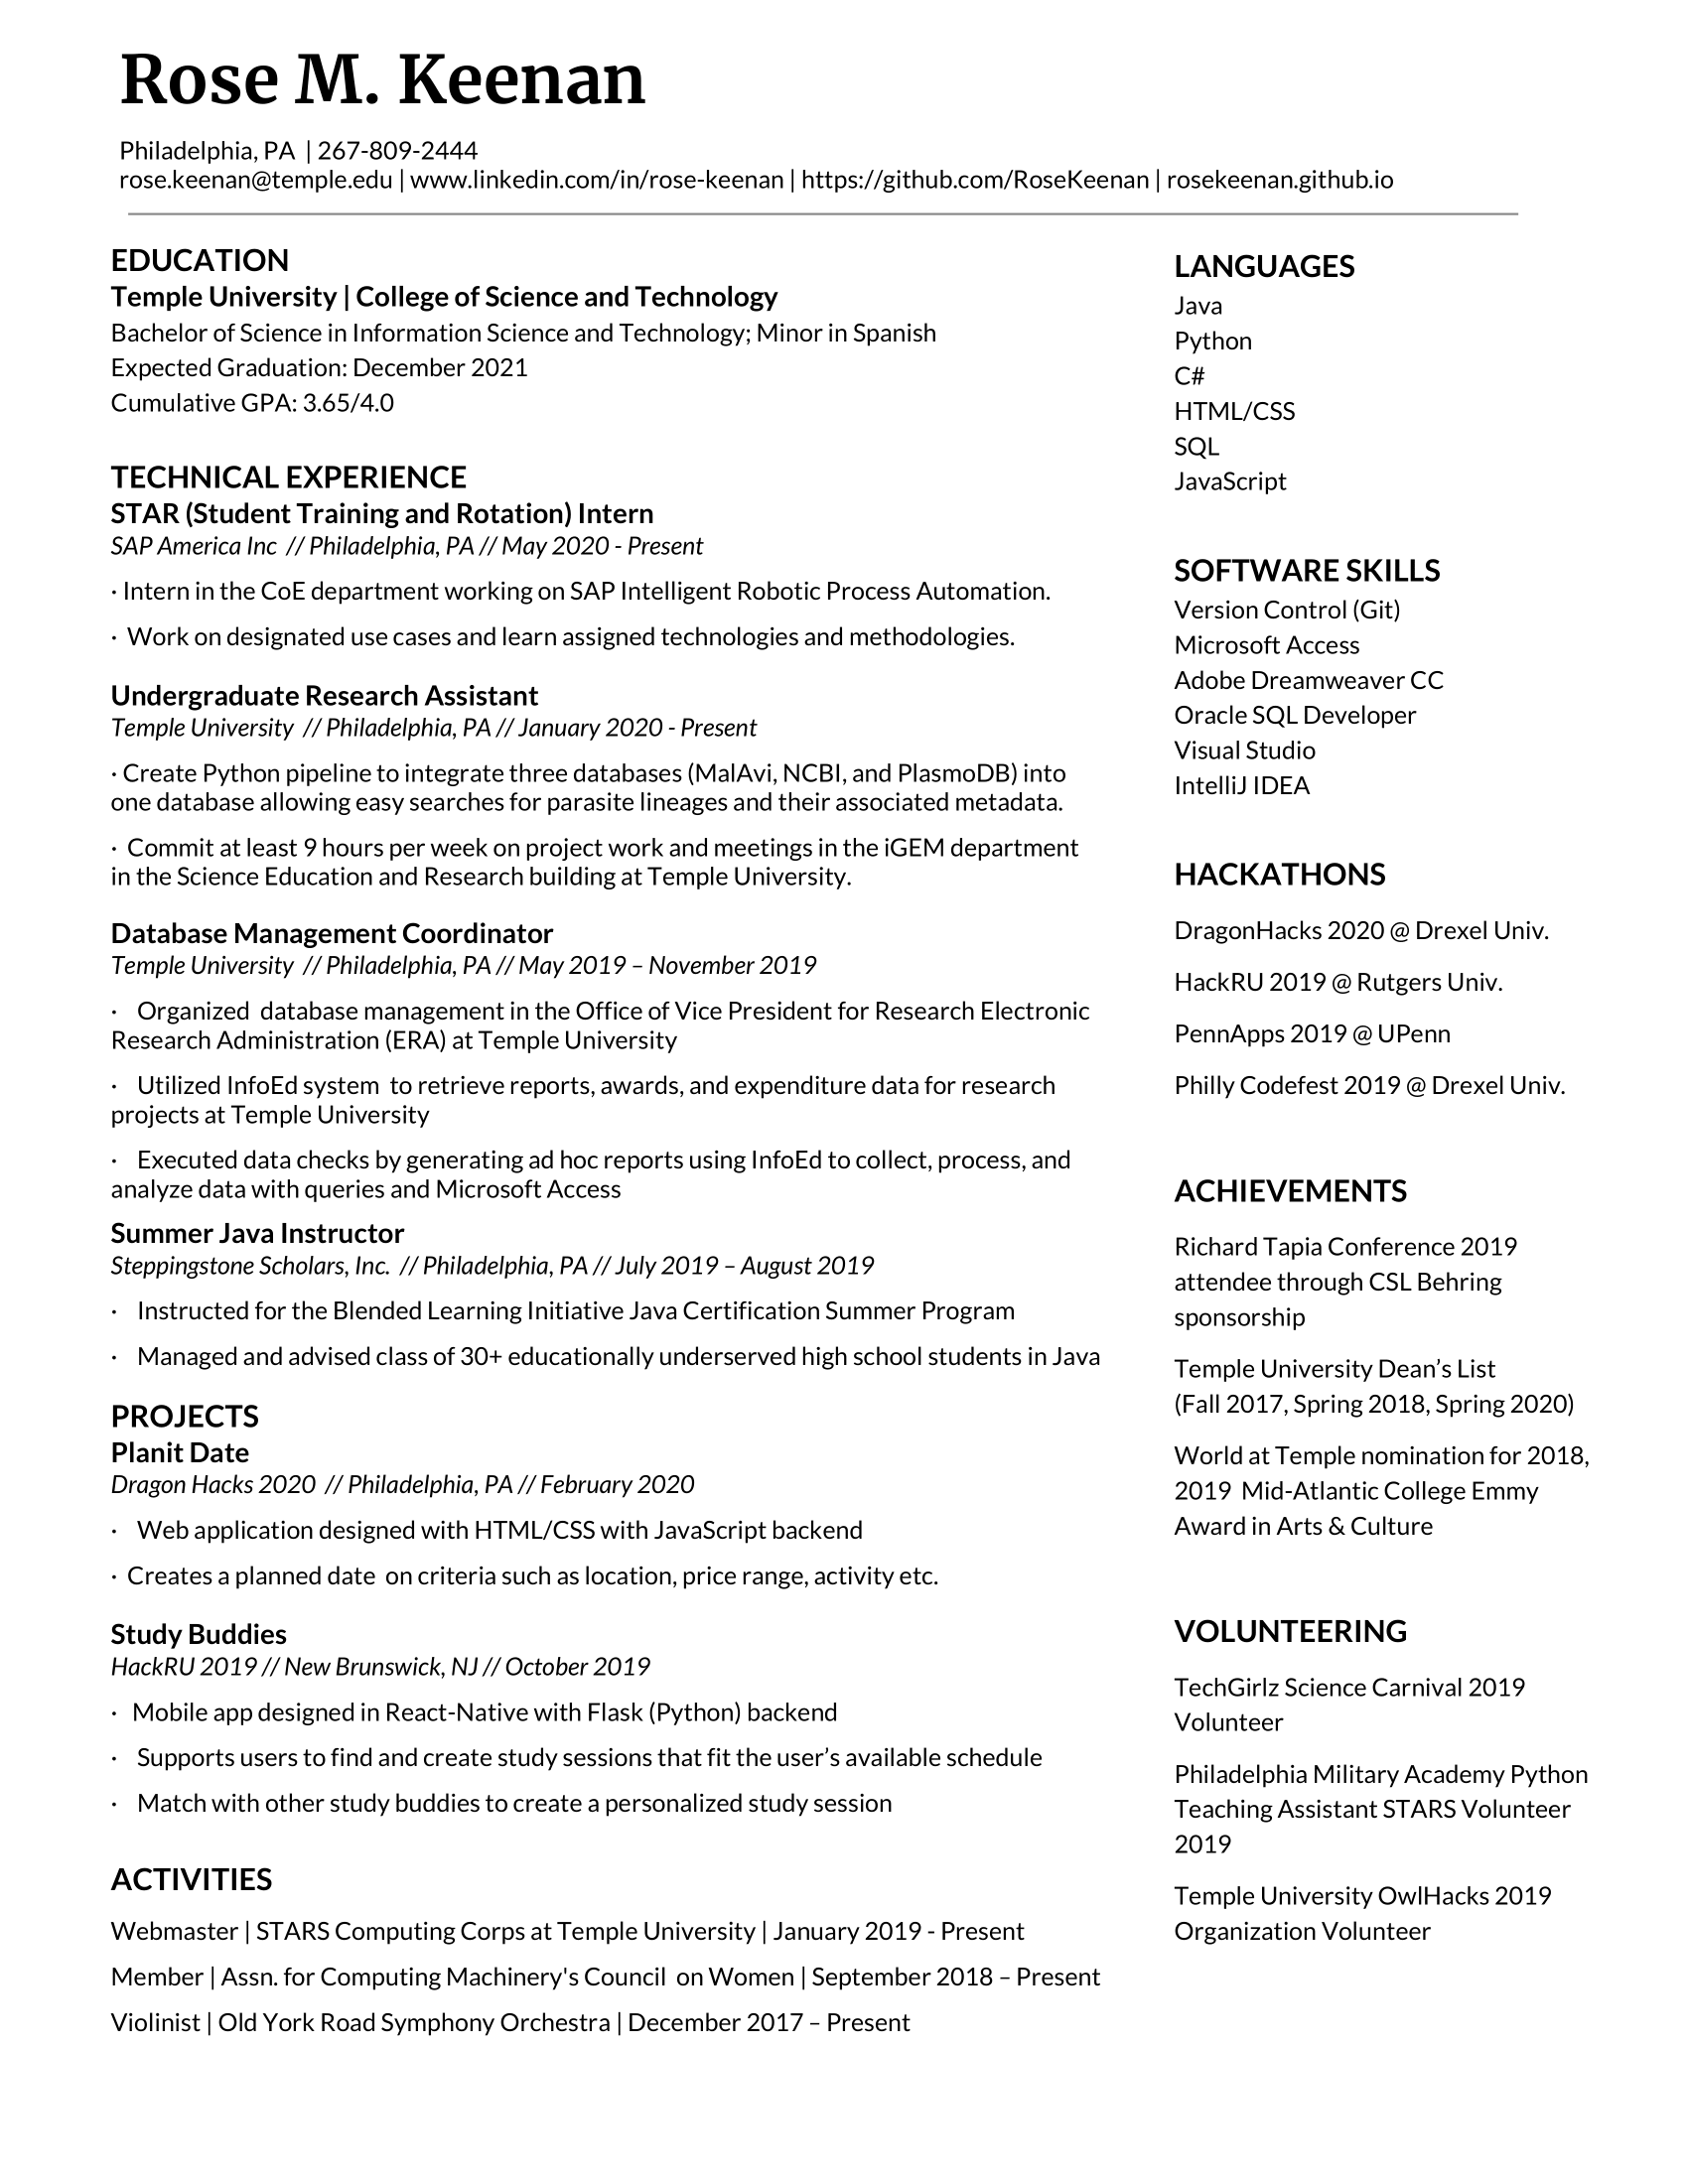 Rose M. Keenan
Philadelphia, PA | 267-809-2444
rose.keenan@temple.edu | www.linkedin.com/in/rose-keenan | https://github.com/RoseKeenan | rosekeenan.github.io
EDUCATION
Temple University | College of Science and Technology
Bachelor of Science in Information Science and Technology; Minor in Spanish
Expected Graduation: December 2021
Cumulative GPA: 3.65/4.0
TECHNICAL EXPERIENCE
STAR (Student Training and Rotation) Intern
SAP America Inc // Philadelphia, PA // May 2020 - Present
· Intern in the CoE department working on SAP Intelligent Robotic Process Automation.
· Work on designated use cases and learn assigned technologies and methodologies.
Undergraduate Research Assistant
Temple University // Philadelphia, PA // January 2020 - Present
· Create Python pipeline to integrate three databases (MalAvi, NCBI, and PlasmoDB) into
one database allowing easy searches for parasite lineages and their associated metadata.
· Commit at least 9 hours per week on project work and meetings in the iGEM department
in the Science Education and Research building at Temple University.
Database Management Coordinator
Temple University // Philadelphia, PA // May 2019 – November 2019
· Organized database management in the Office of Vice President for Research Electronic
Research Administration (ERA) at Temple University
· Utilized InfoEd system to retrieve reports, awards, and expenditure data for research
projects at Temple University
· Executed data checks by generating ad hoc reports using InfoEd to collect, process, and
analyze data with queries and Microsoft Access
Summer Java Instructor
Steppingstone Scholars, Inc. // Philadelphia, PA // July 2019 – August 2019
· Instructed for the Blended Learning Initiative Java Certification Summer Program
· Managed and advised class of 30+ educationally underserved high school students in Java
PROJECTS
Planit Date
Dragon Hacks 2020 // Philadelphia, PA // February 2020
· Web application designed with HTML/CSS with JavaScript backend
· Creates a planned date on criteria such as location, price range, activity etc.
Study Buddies
HackRU 2019 // New Brunswick, NJ // October 2019
· Mobile app designed in React-Native with Flask (Python) backend
· Supports users to find and create study sessions that fit the user’s available schedule
· Match with other study buddies to create a personalized study session
ACTIVITIES
Webmaster | STARS Computing Corps at Temple University | January 2019 - Present
Member | Assn. for Computing Machinery's Council on Women | September 2018 – Present
Violinist | Old York Road Symphony Orchestra | December 2017 – Present
LANGUAGES
Java
Python
C#
HTML/CSS
SQL
JavaScript
SOFTWARE SKILLS
Version Control (Git)
Microsoft Access
Adobe Dreamweaver CC
Oracle SQL Developer
Visual Studio
IntelliJ IDEA
HACKATHONS
DragonHacks 2020 @ Drexel Univ.
HackRU 2019 @ Rutgers Univ.
PennApps 2019 @ UPenn
Philly Codefest 2019 @ Drexel Univ.
ACHIEVEMENTS
Richard Tapia Conference 2019
attendee through CSL Behring
sponsorship
Temple University Dean’s List
(Fall 2017, Spring 2018, Spring 2020)
World at Temple nomination for 2018,
2019 Mid-Atlantic College Emmy
Award in Arts & Culture
VOLUNTEERING
TechGirlz Science Carnival 2019
Volunteer
Philadelphia Military Academy Python
Teaching Assistant STARS Volunteer
2019
Temple University OwlHacks 2019
Organization Volunteer